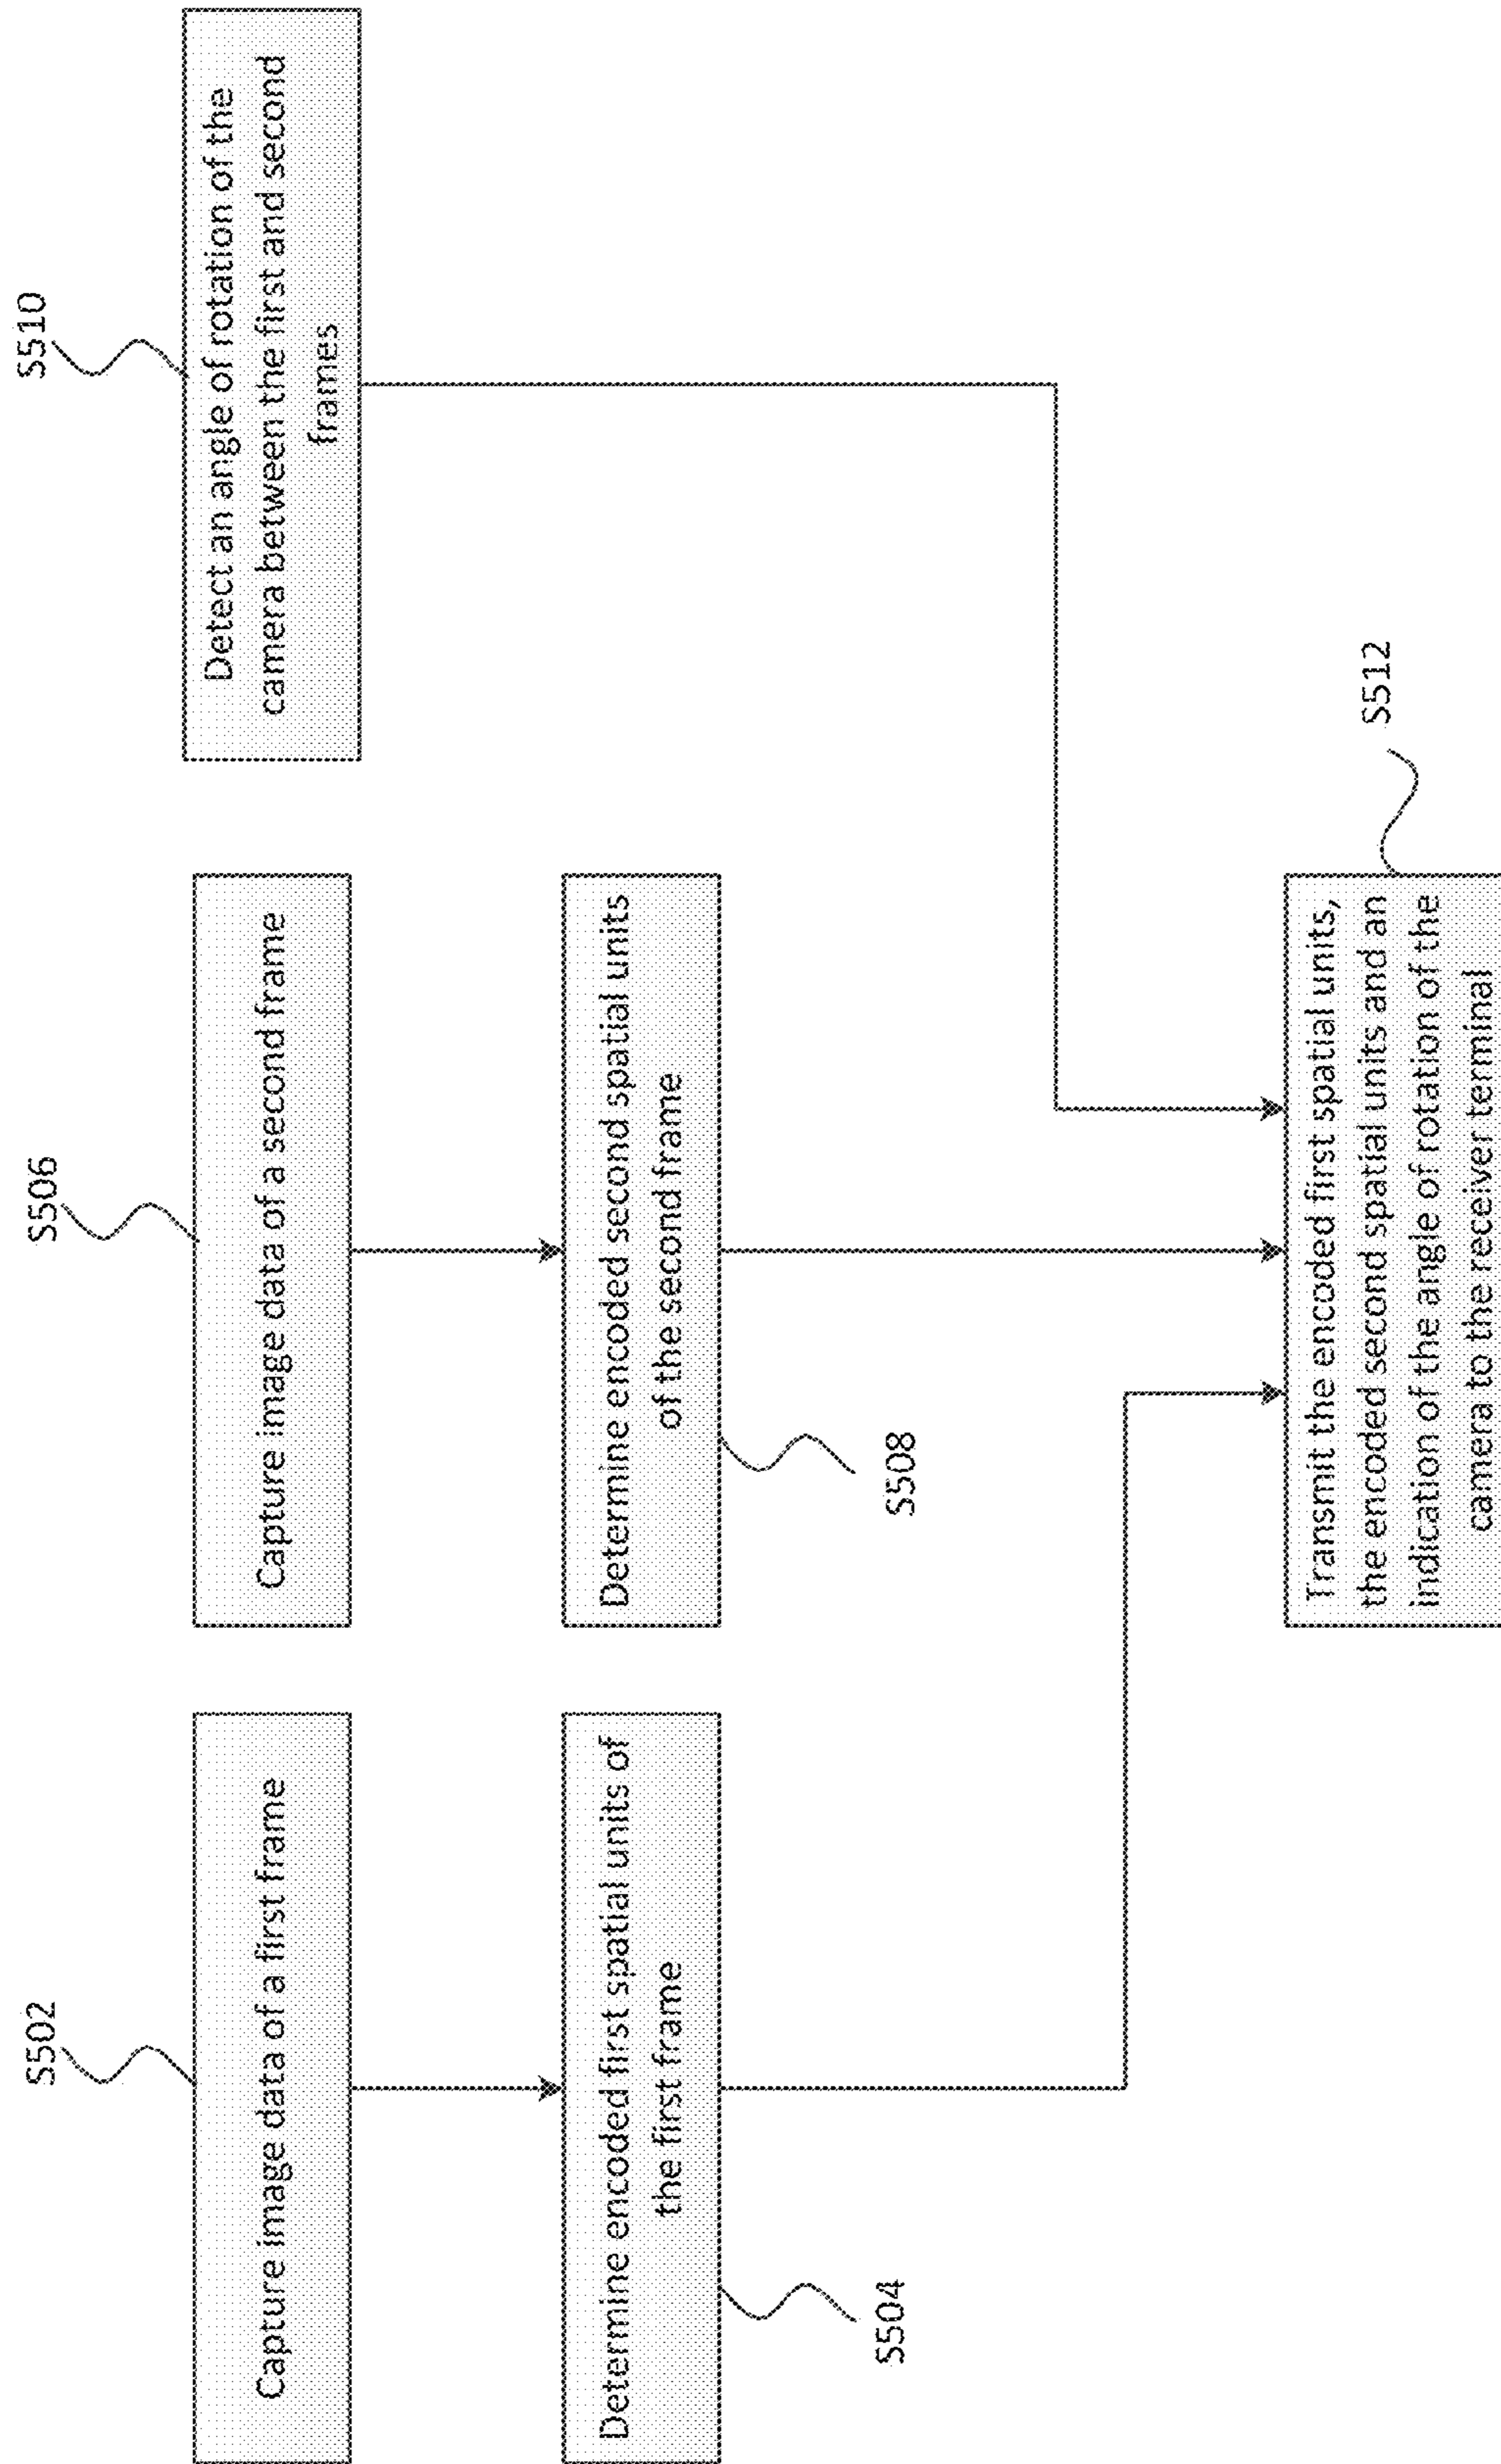 S502
Capture image data of a first frame
S504
Determine encoded first spatial units of
the first frame
S506
Capture image data of a second frame
S508
Determine encoded second spatial units
of the second frame
S510
Detect an angle of rotation of the
camera between the first and second
frames
S512
Transmit the encoded first spatial units,
the encoded second spatial units and an
indication of the angle of rotation of the
camera to the receiver terminal